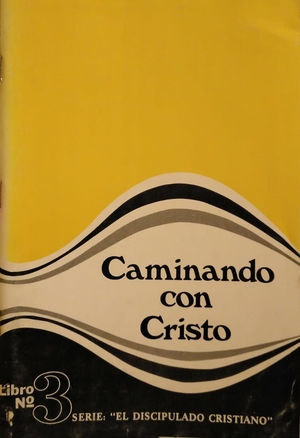 Caminando
con
Cristo
Libro
Nº 3
SERIE: "EL DISCIPULADO CRISTIANO"